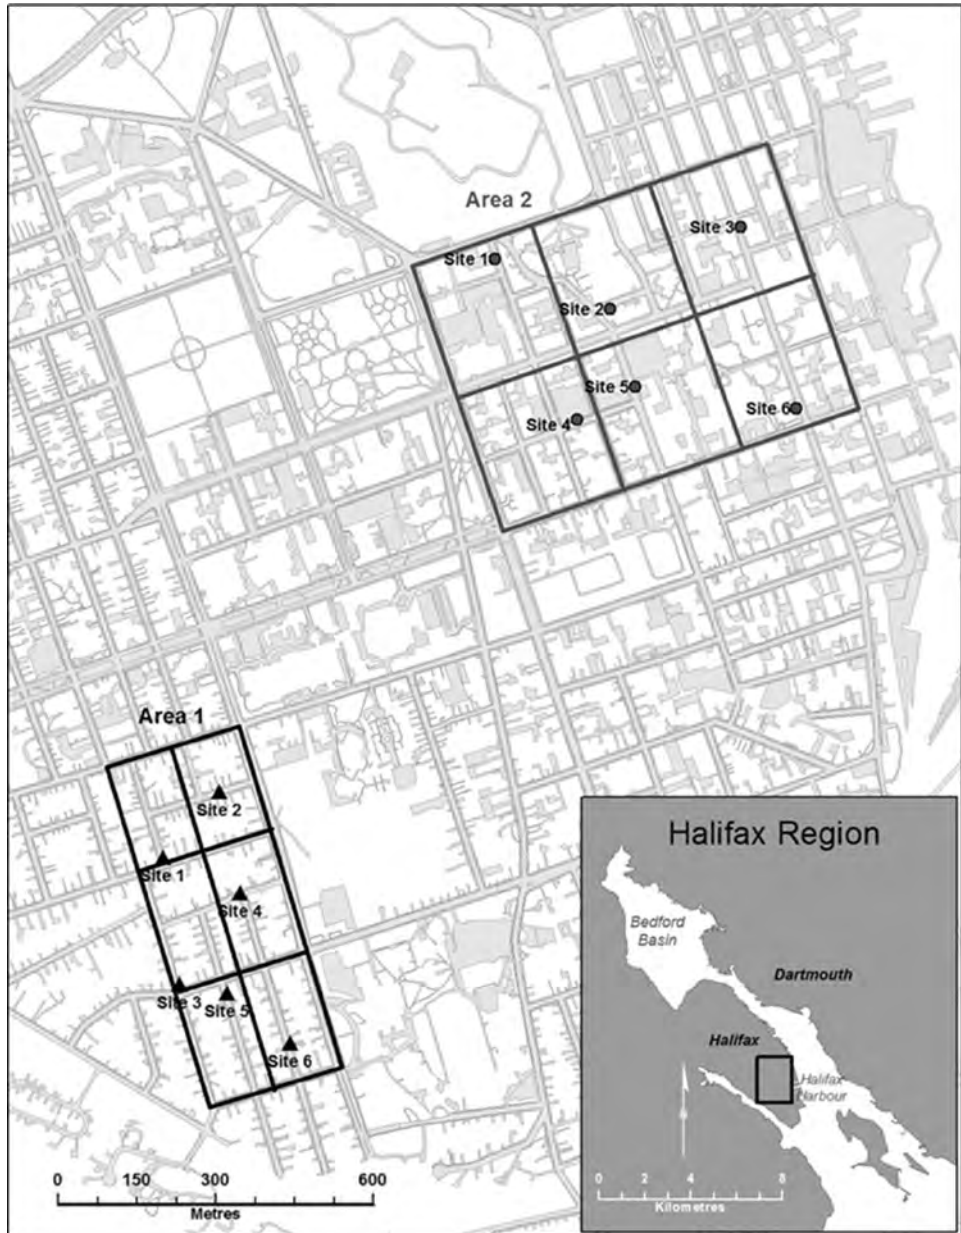 Area 2
Site 3
Site 1
Site 2
Site 5
Site 4
Site 6
Area 1
Site 2
Site 1
Site 4
Site 3
Site 5
Site 6
0 150 300 600
Metres
Halifax Region
Bedford
Basin
Dartmouth
Halifax
Halifax
Harbour
0 2 4 8
Kilometres